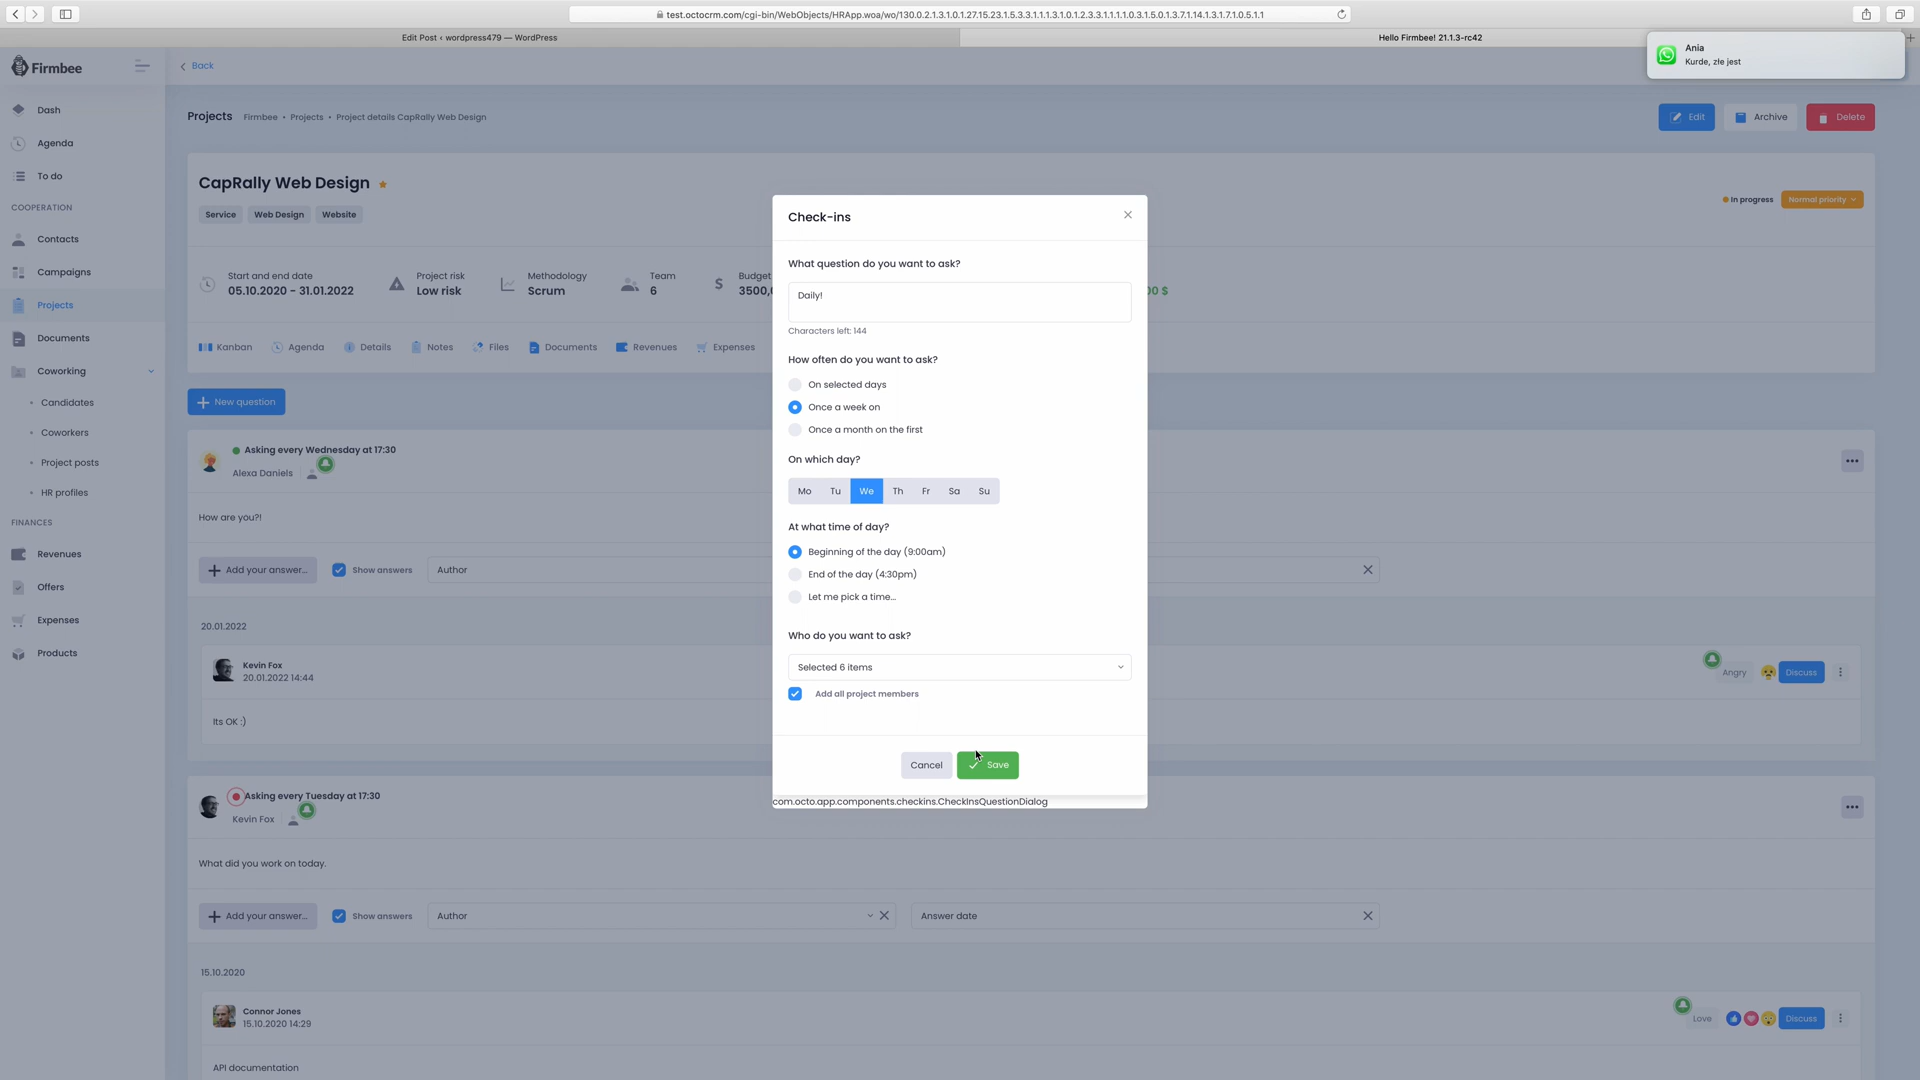 test.octocrm.com/cgi-bin/WebObjects/HRApp.woa/wo/130.0.2.1.3.1.0.1.27.15.23.1.5.3.3.1.1.1.3.1.0.1.2.3.3.1.1.1.1.0.3.1.5.0.1.3.7.1.14.1.3.1.7.1.0.5.1.1
Edit Post ‹ wordpress479 — WordPress
Hello Firmbee! 21.1.3-rc42
Ania
Kurde, złe jest
Firmbee
Back
Dash
Agenda
To do
COOPERATION
Contacts
Campaigns
Projects
Documents
Coworking
Candidates
Coworkers
Project posts
HR profiles
FINANCES
Revenues
Offers
Expenses
Products
Projects Firmbee • Projects • Project details CapRally Web Design
Edit
Archive
Delete
CapRally Web Design
Service Web Design Website
In progress
Normal priority
Start and end date
05.10.2020 - 31.01.2022
Project risk
Low risk
Methodology
Scrum
Team
6
Budget
3500,
00 $
Kanban Agenda Details Notes Files Documents Revenues Expenses
New question
Asking every Wednesday at 17:30
Alexa Daniels
How are you?!
Add your answer... Show answers Author
20.01.2022
Kevin Fox
20.01.2022 14:44
Angry
Discuss
Its OK :)
Asking every Tuesday at 17:30
Kevin Fox
What did you work on today.
Add your answer... Show answers Author Answer date
15.10.2020
Connor Jones
15.10.2020 14:29
Love
Discuss
API documentation
Check-ins
What question do you want to ask?
Daily!
Characters left: 144
How often do you want to ask?
On selected days
Once a week on
Once a month on the first
On which day?
Mo Tu We Th Fr Sa Su
At what time of day?
Beginning of the day (9:00am)
End of the day (4:30pm)
Let me pick a time...
Who do you want to ask?
Selected 6 items
Add all project members
Cancel
Save
com.octo.app.components.checkins.CheckInsQuestionDialog